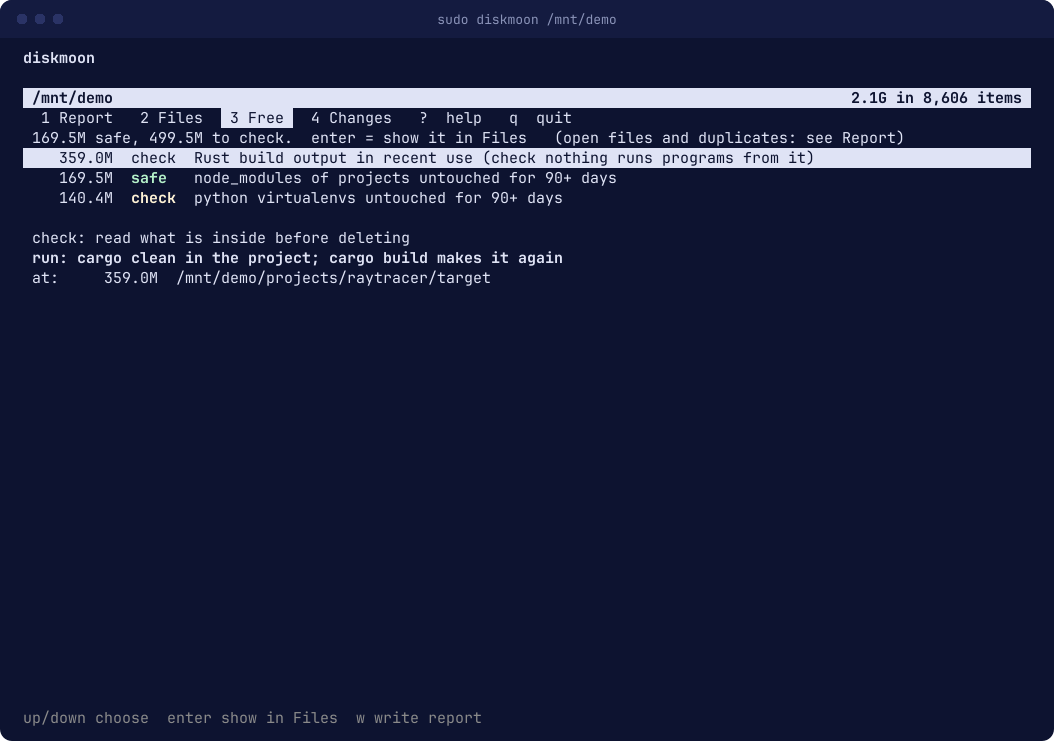 sudo diskmoon /mnt/demo
diskmoon
/mnt/demo 2.1G in 8,606 items
1 Report 2 Files 3 Free 4 Changes ? help q quit
169.5M safe, 499.5M to check. enter = show it in Files (open files and duplicates: see Report)
359.0M check Rust build output in recent use (check nothing runs programs from it)
169.5M safe node_modules of projects untouched for 90+ days
140.4M check python virtualenvs untouched for 90+ days
check: read what is inside before deleting
run: cargo clean in the project; cargo build makes it again
at: 359.0M /mnt/demo/projects/raytracer/target
up/down choose enter show in Files w write report